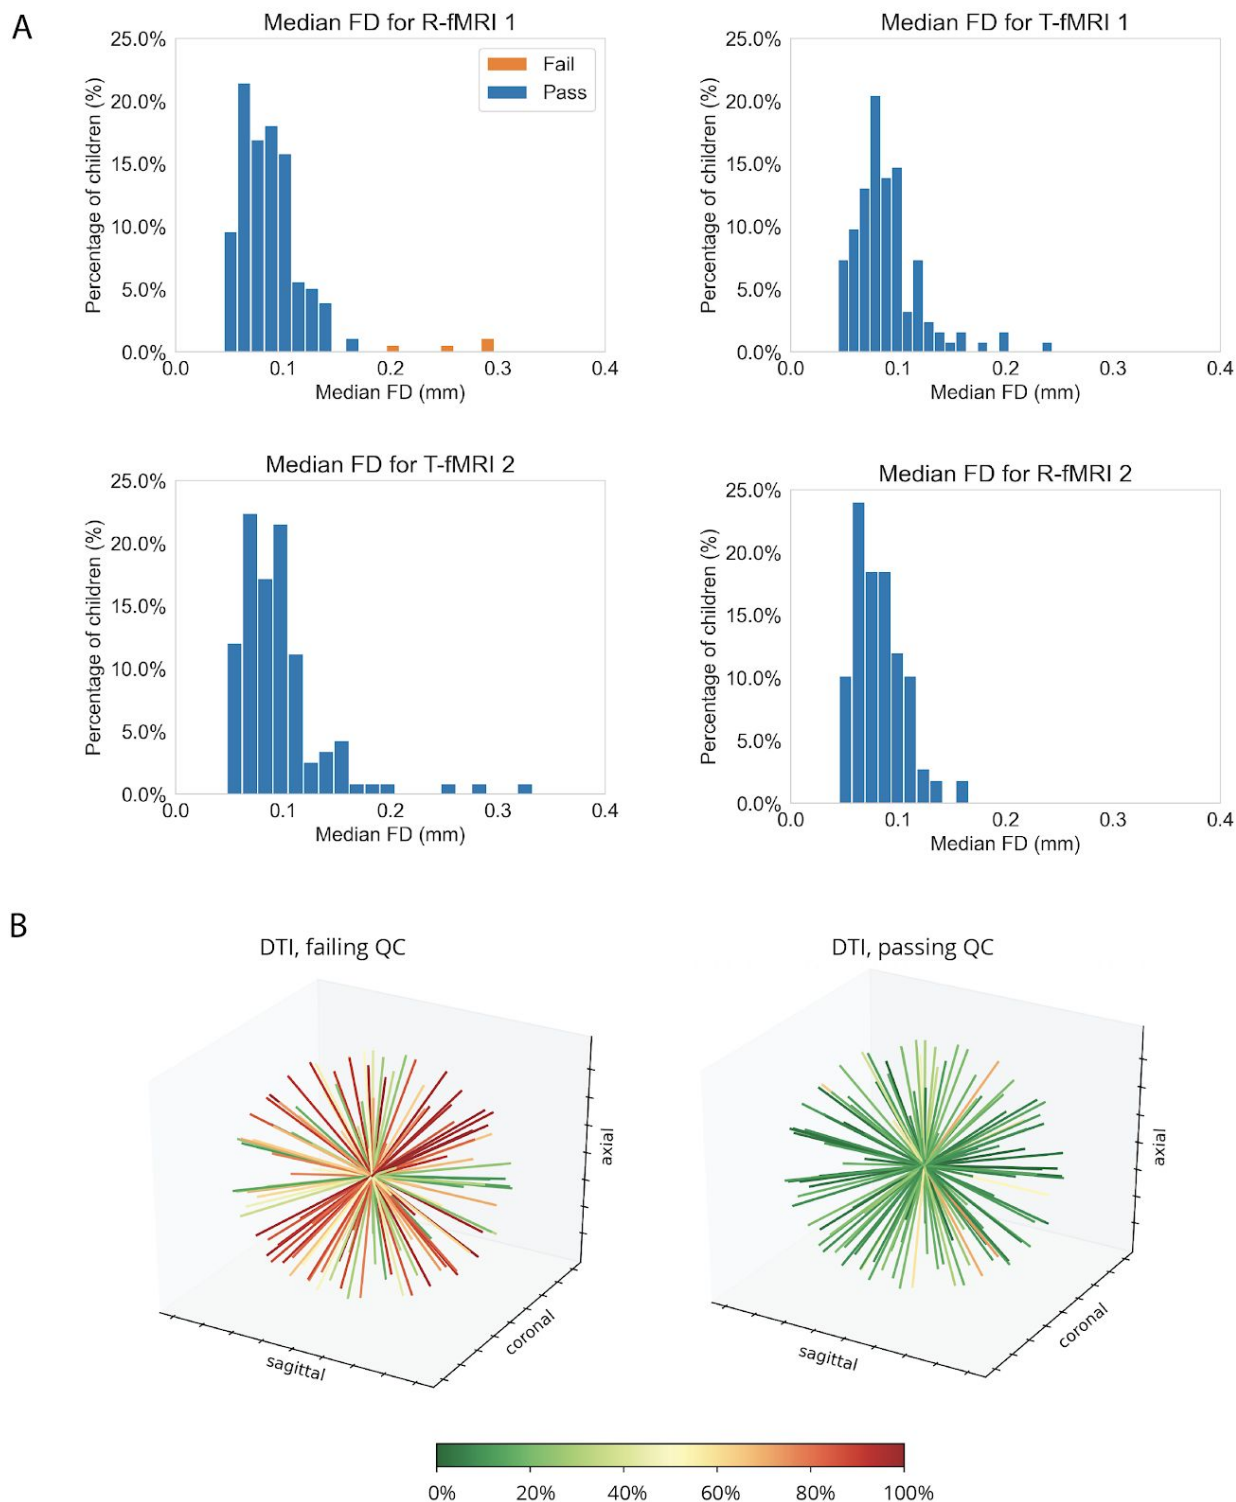 A
Median FD for R-fMRI 1
25.0%
20.0%
15.0%
10.0%
5.0%
0.0%
Percentage of children (%)
Fail
Pass
0.0 0.1 0.2 0.3 0.4
Median FD (mm)
Median FD for T-fMRI 1
25.0%
20.0%
15.0%
10.0%
5.0%
0.0%
Percentage of children (%)
0.0 0.1 0.2 0.3 0.4
Median FD (mm)
Median FD for T-fMRI 2
25.0%
20.0%
15.0%
10.0%
5.0%
0.0%
Percentage of children (%)
0.0 0.1 0.2 0.3 0.4
Median FD (mm)
Median FD for R-fMRI 2
25.0%
20.0%
15.0%
10.0%
5.0%
0.0%
Percentage of children (%)
0.0 0.1 0.2 0.3 0.4
Median FD (mm)
B
DTI, failing QC
axial
coronal
sagittal
DTI, passing QC
axial
coronal
sagittal
0% 20% 40% 60% 80% 100%